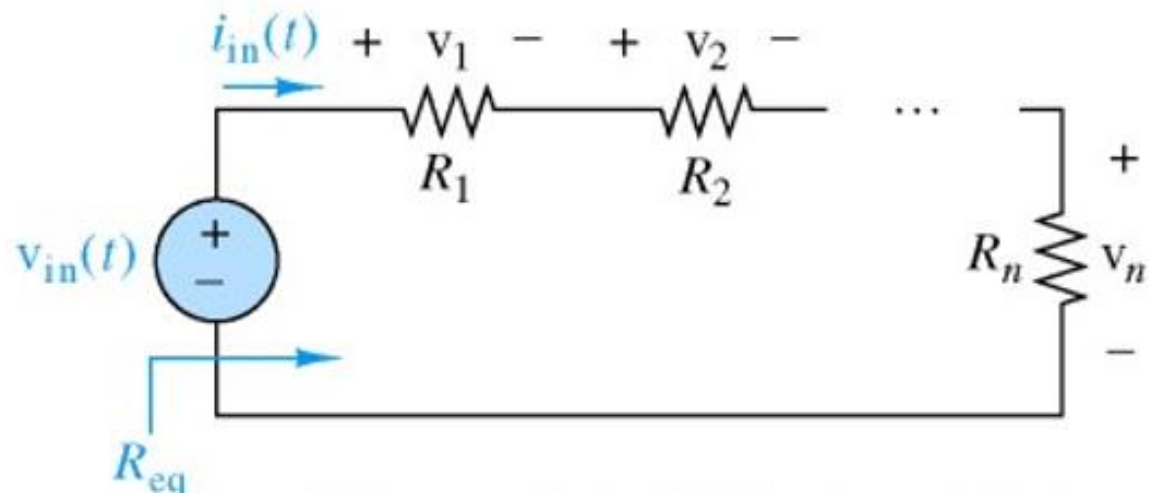 i_in(t) + v_1 − + v_2 −
R_1 R_2 ...
+
v_in(t) + − R_n v_n
−
R_eq